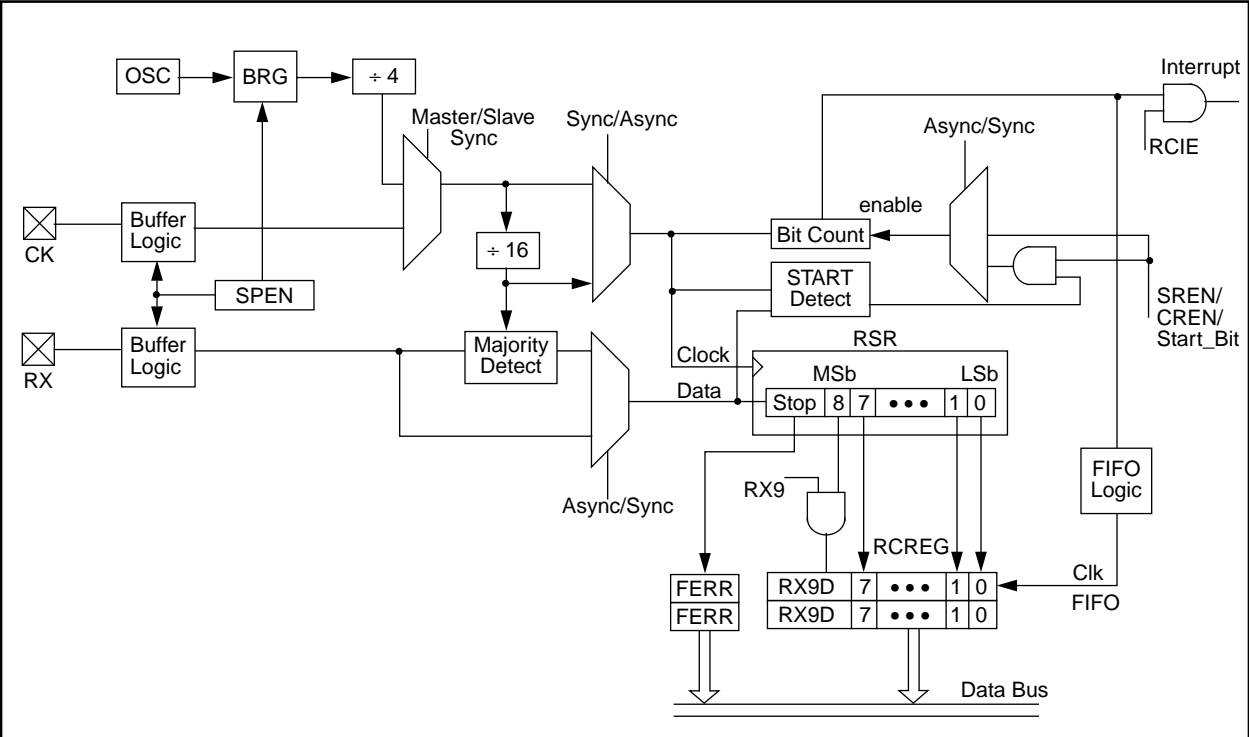 OSC
BRG
÷ 4
Interrupt
Master/Slave
Sync
Sync/Async
Async/Sync
RCIE
CK
Buffer
Logic
÷ 16
Bit Count
enable
SPEN
START
Detect
SREN/
CREN/
Start_Bit
RX
Buffer
Logic
Majority
Detect
Clock
RSR
MSb
LSb
Data
Stop 8 7 ••• 1 0
Async/Sync
RX9
FIFO
Logic
RCREG
Clk
FIFO
FERR
RX9D 7 ••• 1 0
FERR
RX9D 7 ••• 1 0
Data Bus